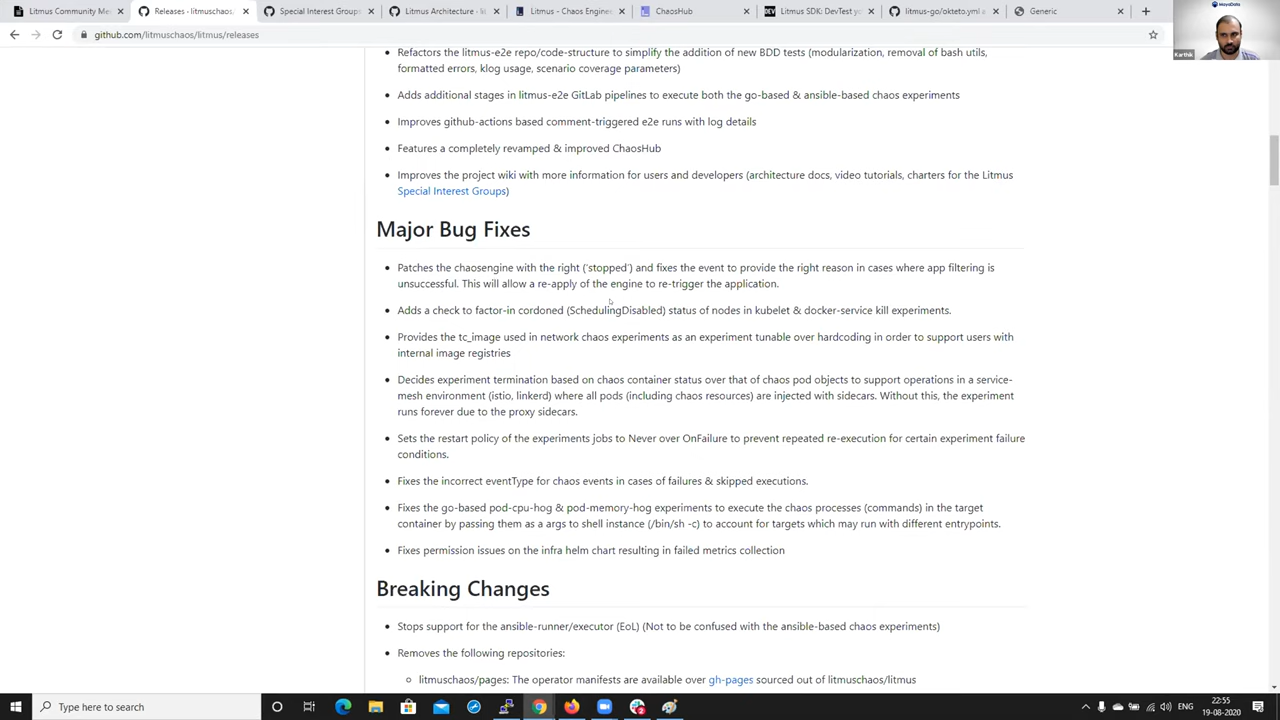 Litmus Community Me
Releases · litmuschaos/
Special Interest Groups
Litmus Architecture - lit
Litmus - Chaos Enginee
ChaosHub
Litmus SDK: DevTest yo
litmus-go/okteto.yml a
Generic
MayaData
github.com/litmuschaos/litmus/releases
Karthik
Refactors the litmus-e2e repo/code-structure to simplify the addition of new BDD tests (modularization, removal of bash utils,
formatted errors, klog usage, scenario coverage parameters)
Adds additional stages in litmus-e2e GitLab pipelines to execute both the go-based & ansible-based chaos experiments
Improves github-actions based comment-triggered e2e runs with log details
Features a completely revamped & improved ChaosHub
Improves the project wiki with more information for users and developers (architecture docs, video tutorials, charters for the Litmus
Special Interest Groups)
Major Bug Fixes
Patches the chaosengine with the right ('stopped') and fixes the event to provide the right reason in cases where app filtering is
unsuccessful. This will allow a re-apply of the engine to re-trigger the application.
Adds a check to factor-in cordoned (SchedulingDisabled) status of nodes in kubelet & docker-service kill experiments.
Provides the tc_image used in network chaos experiments as an experiment tunable over hardcoding in order to support users with
internal image registries
Decides experiment termination based on chaos container status over that of chaos pod objects to support operations in a service-
mesh environment (istio, linkerd) where all pods (including chaos resources) are injected with sidecars. Without this, the experiment
runs forever due to the proxy sidecars.
Sets the restart policy of the experiments jobs to Never over OnFailure to prevent repeated re-execution for certain experiment failure
conditions.
Fixes the incorrect eventType for chaos events in cases of failures & skipped executions.
Fixes the go-based pod-cpu-hog & pod-memory-hog experiments to execute the chaos processes (commands) in the target
container by passing them as a args to shell instance (/bin/sh -c) to account for targets which may run with different entrypoints.
Fixes permission issues on the infra helm chart resulting in failed metrics collection
Breaking Changes
Stops support for the ansible-runner/executor (EoL) (Not to be confused with the ansible-based chaos experiments)
Removes the following repositories:
litmuschaos/pages: The operator manifests are available over gh-pages sourced out of litmuschaos/litmus
Type here to search
ENG
22:55
19-08-2020